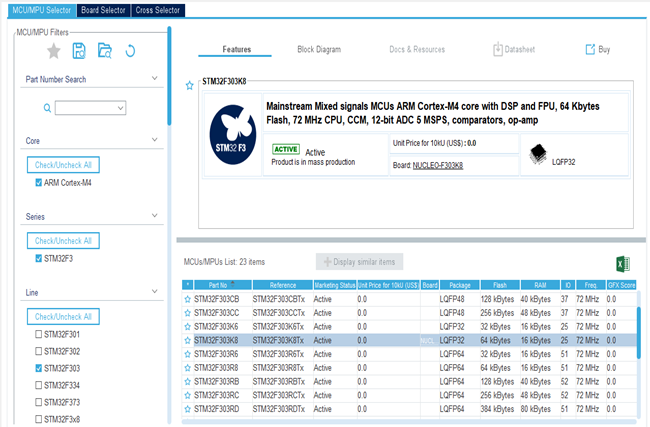 MCU/MPU Selector Board Selector Cross Selector
MCU/MPU Filters
Part Number Search
Core
Check/Uncheck All
ARM Cortex-M4
Series
Check/Uncheck All
STM32F3
Line
Check/Uncheck All
STM32F301
STM32F302
STM32F303
STM32F334
STM32F373
STM32F3x8
Features Block Diagram Docs & Resources Datasheet Buy
STM32F303K8
STM32 F3
Mainstream Mixed signals MCUs ARM Cortex-M4 core with DSP and FPU, 64 Kbytes
Flash, 72 MHz CPU, CCM, 12-bit ADC 5 MSPS, comparators, op-amp
ACTIVE Active
Product is in mass production
Unit Price for 10kU (US$) : 0.0
Board: NUCLEO-F303K8
LQFP32
MCUs/MPUs List: 23 items
+ Display similar items
* Part No Reference Marketing Status Unit Price for 10kU (US$) Board Package Flash RAM IO Freq. GFX Score
STM32F303CB STM32F303CBTx Active 0.0 LQFP48 128 kBytes 40 kBytes 37 72 MHz 0.0
STM32F303CC STM32F303CCTx Active 0.0 LQFP48 256 kBytes 48 kBytes 37 72 MHz 0.0
STM32F303K6 STM32F303K6Tx Active 0.0 LQFP32 32 kBytes 16 kBytes 25 72 MHz 0.0
STM32F303K8 STM32F303K8Tx Active 0.0 NUCL LQFP32 64 kBytes 16 kBytes 25 72 MHz 0.0
STM32F303R6 STM32F303R6Tx Active 0.0 LQFP64 32 kBytes 16 kBytes 51 72 MHz 0.0
STM32F303R8 STM32F303R8Tx Active 0.0 LQFP64 64 kBytes 16 kBytes 51 72 MHz 0.0
STM32F303RB STM32F303RBTx Active 0.0 LQFP64 128 kBytes 40 kBytes 52 72 MHz 0.0
STM32F303RC STM32F303RCTx Active 0.0 LQFP64 256 kBytes 48 kBytes 52 72 MHz 0.0
STM32F303RD STM32F303RDTx Active 0.0 LQFP64 384 kBytes 80 kBytes 51 72 MHz 0.0